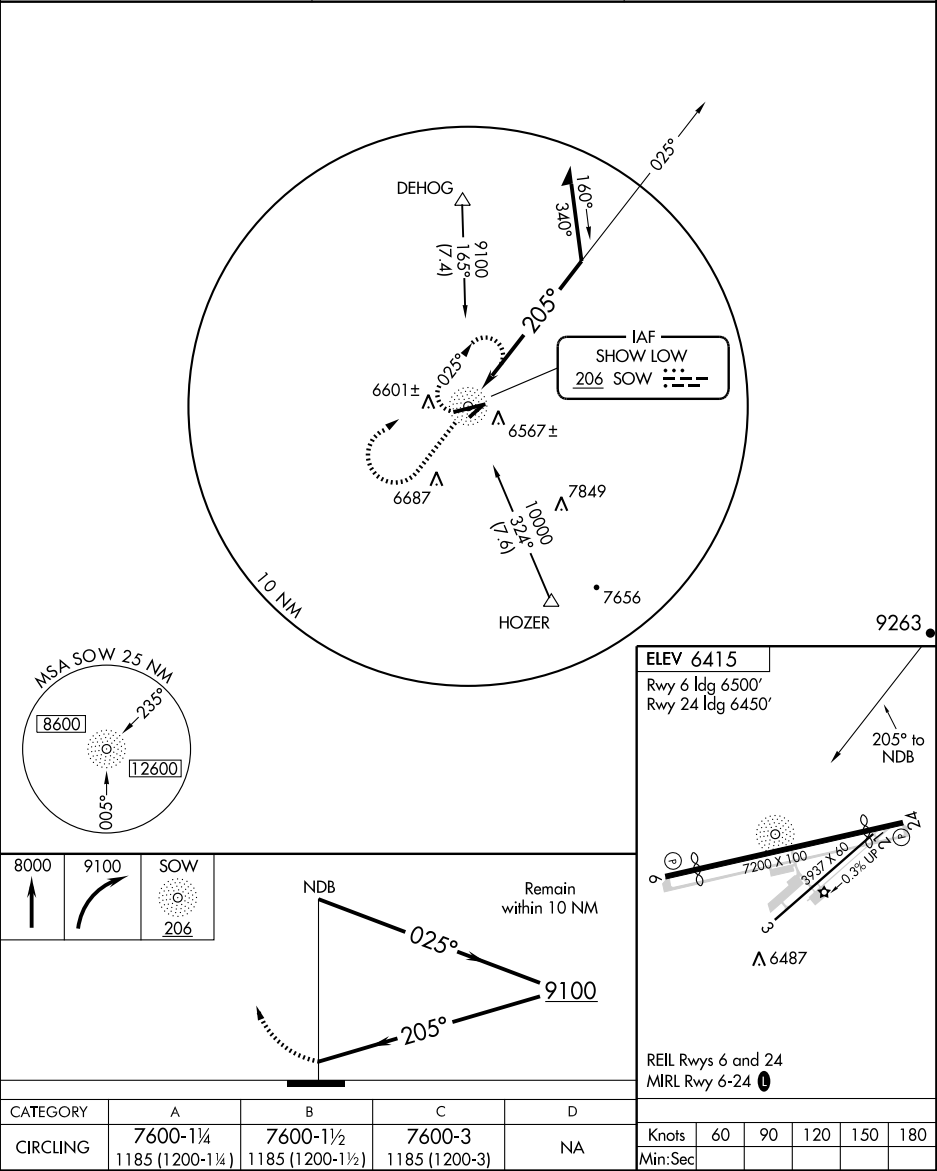 025°
DEHOG
160°
340°
9100
165°
(7.4)
205°
IAF
SHOW LOW
206 SOW
025°
6601±
6567±
6687
7849
10000
324°
(7.6)
7656
10 NM
HOZER
9263
MSA SOW 25 NM
235°
8600
12600
005°
ELEV 6415
Rwy 6 ldg 6500'
Rwy 24 ldg 6450'
205° to
NDB
24
P
21
P
7200 X 100
3937 X 60
0.3% UP
6
3
6487
REIL Rwys 6 and 24
MIRL Rwy 6-24 L
8000
9100
SOW
206
NDB
Remain
within 10 NM
025°
9100
205°
CATEGORY A B C D
CIRCLING 7600-1¼ 7600-1½ 7600-3 NA
1185 (1200-1¼) 1185 (1200-1½) 1185 (1200-3)
Knots 60 90 120 150 180
Min:Sec